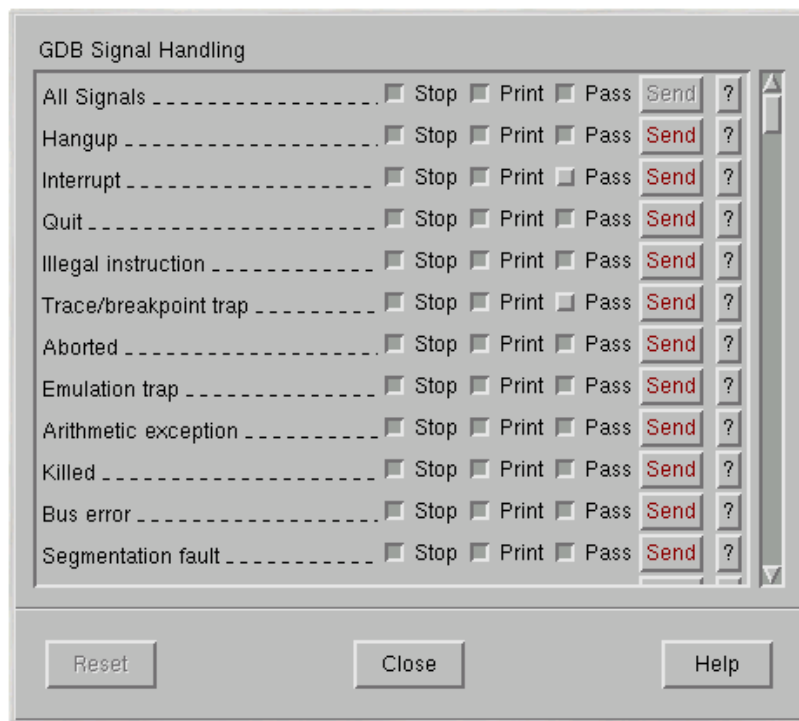 GDB Signal Handling
All Signals Stop Print Pass Send ?
Hangup Stop Print Pass Send ?
Interrupt Stop Print Pass Send ?
Quit Stop Print Pass Send ?
Illegal instruction Stop Print Pass Send ?
Trace/breakpoint trap Stop Print Pass Send ?
Aborted Stop Print Pass Send ?
Emulation trap Stop Print Pass Send ?
Arithmetic exception Stop Print Pass Send ?
Killed Stop Print Pass Send ?
Bus error Stop Print Pass Send ?
Segmentation fault Stop Print Pass Send ?
Reset Close Help